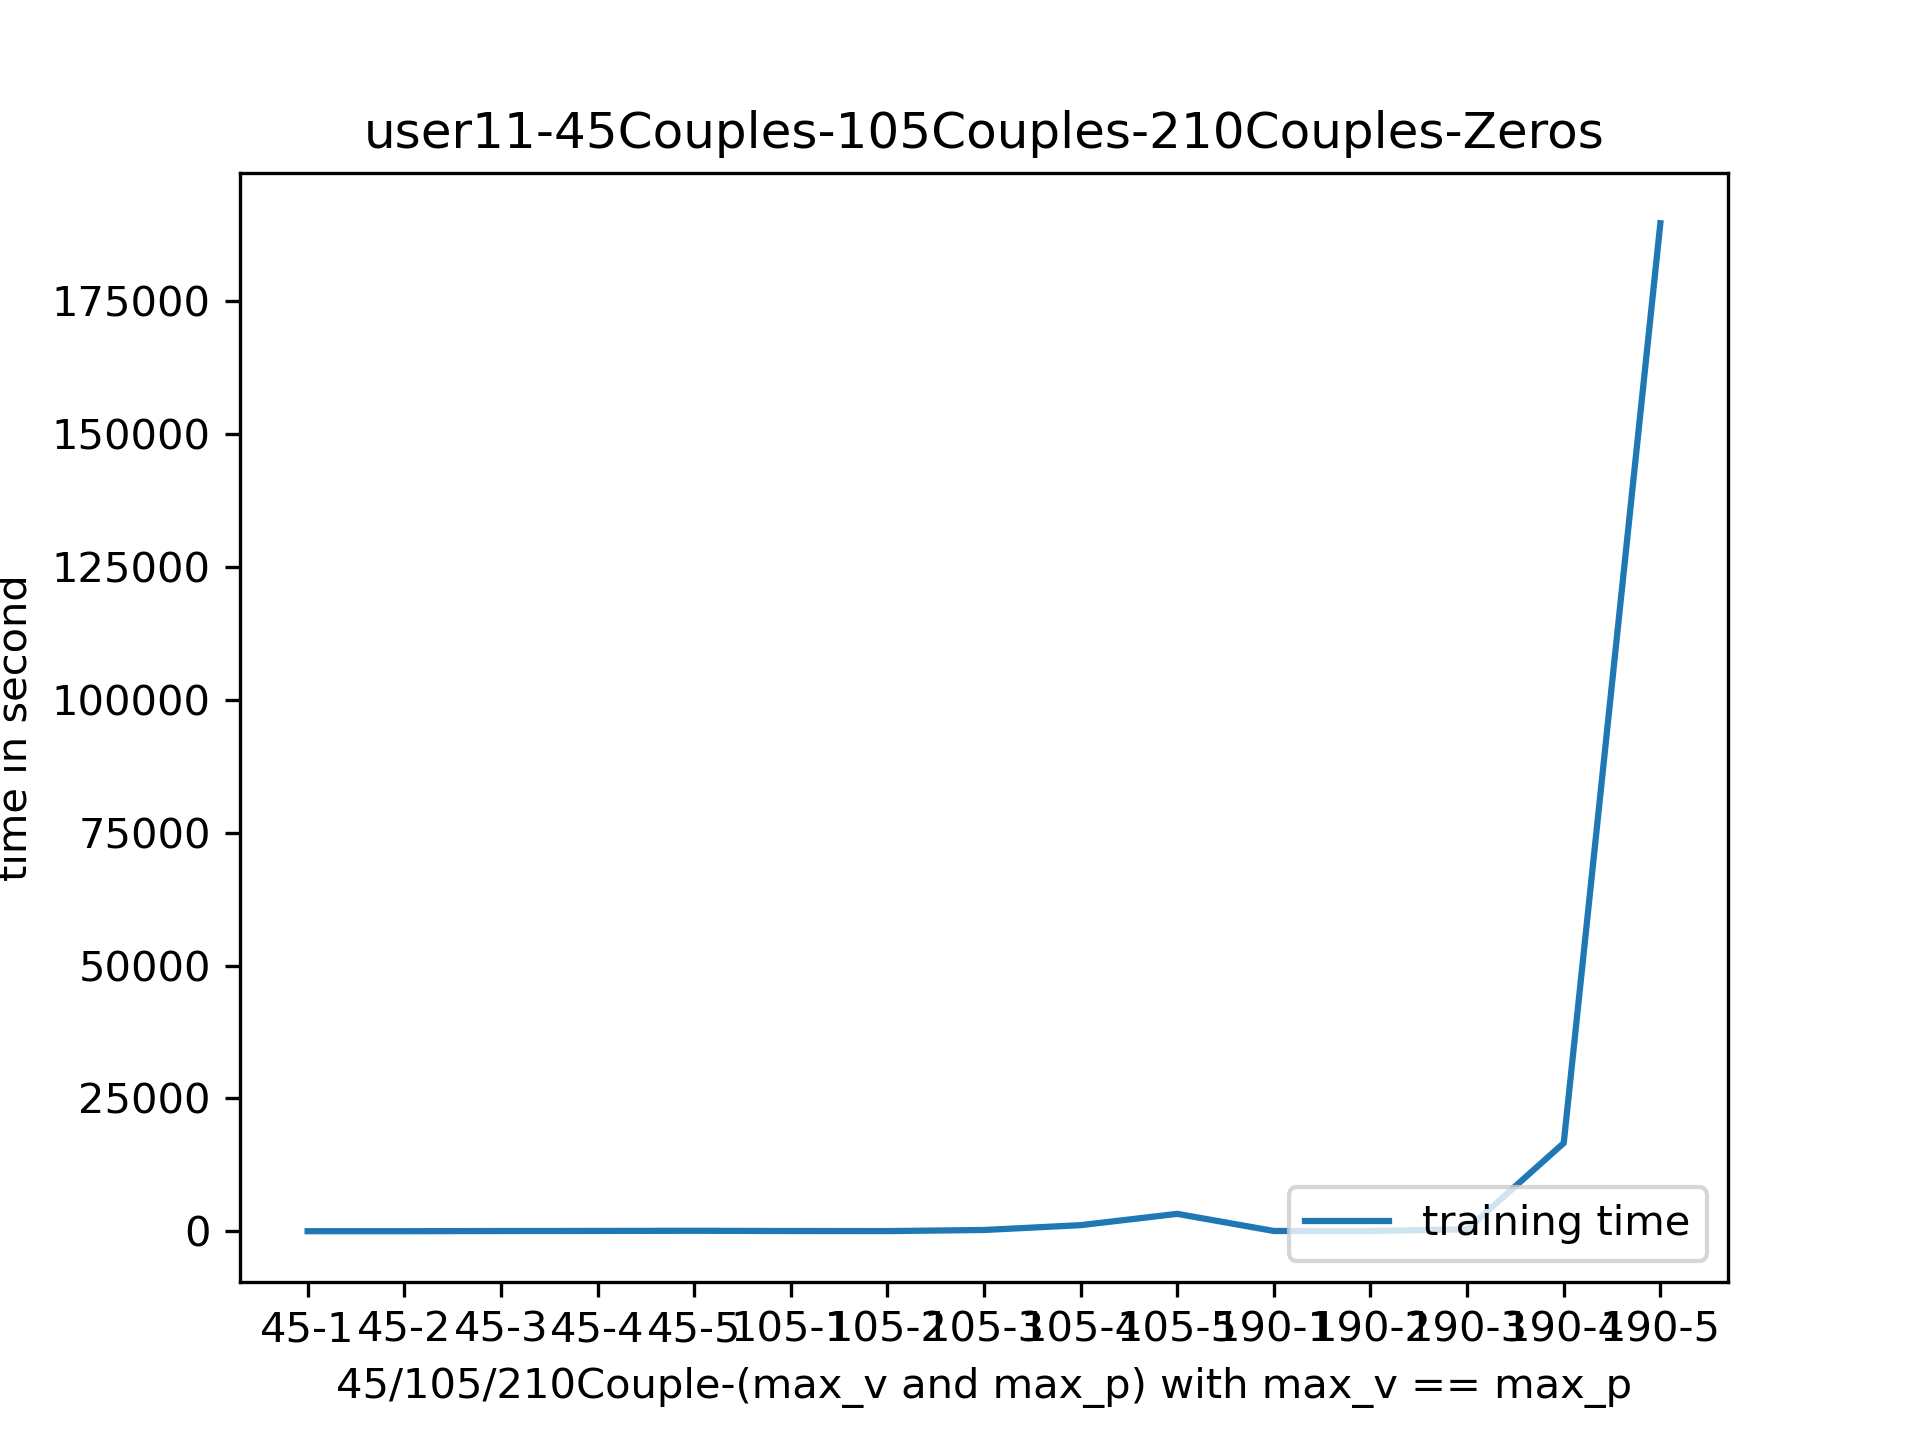 user11-45Couples-105Couples-210Couples-Zeros
175000
150000
125000
100000
75000
50000
25000
0
time in second
training time
45-1 45-2 45-3 45-4 45-5 105-1 105-2 105-3 105-4 105-5 190-1 190-2 190-3 190-4 190-5
45/105/210Couple-(max_v and max_p) with max_v == max_p